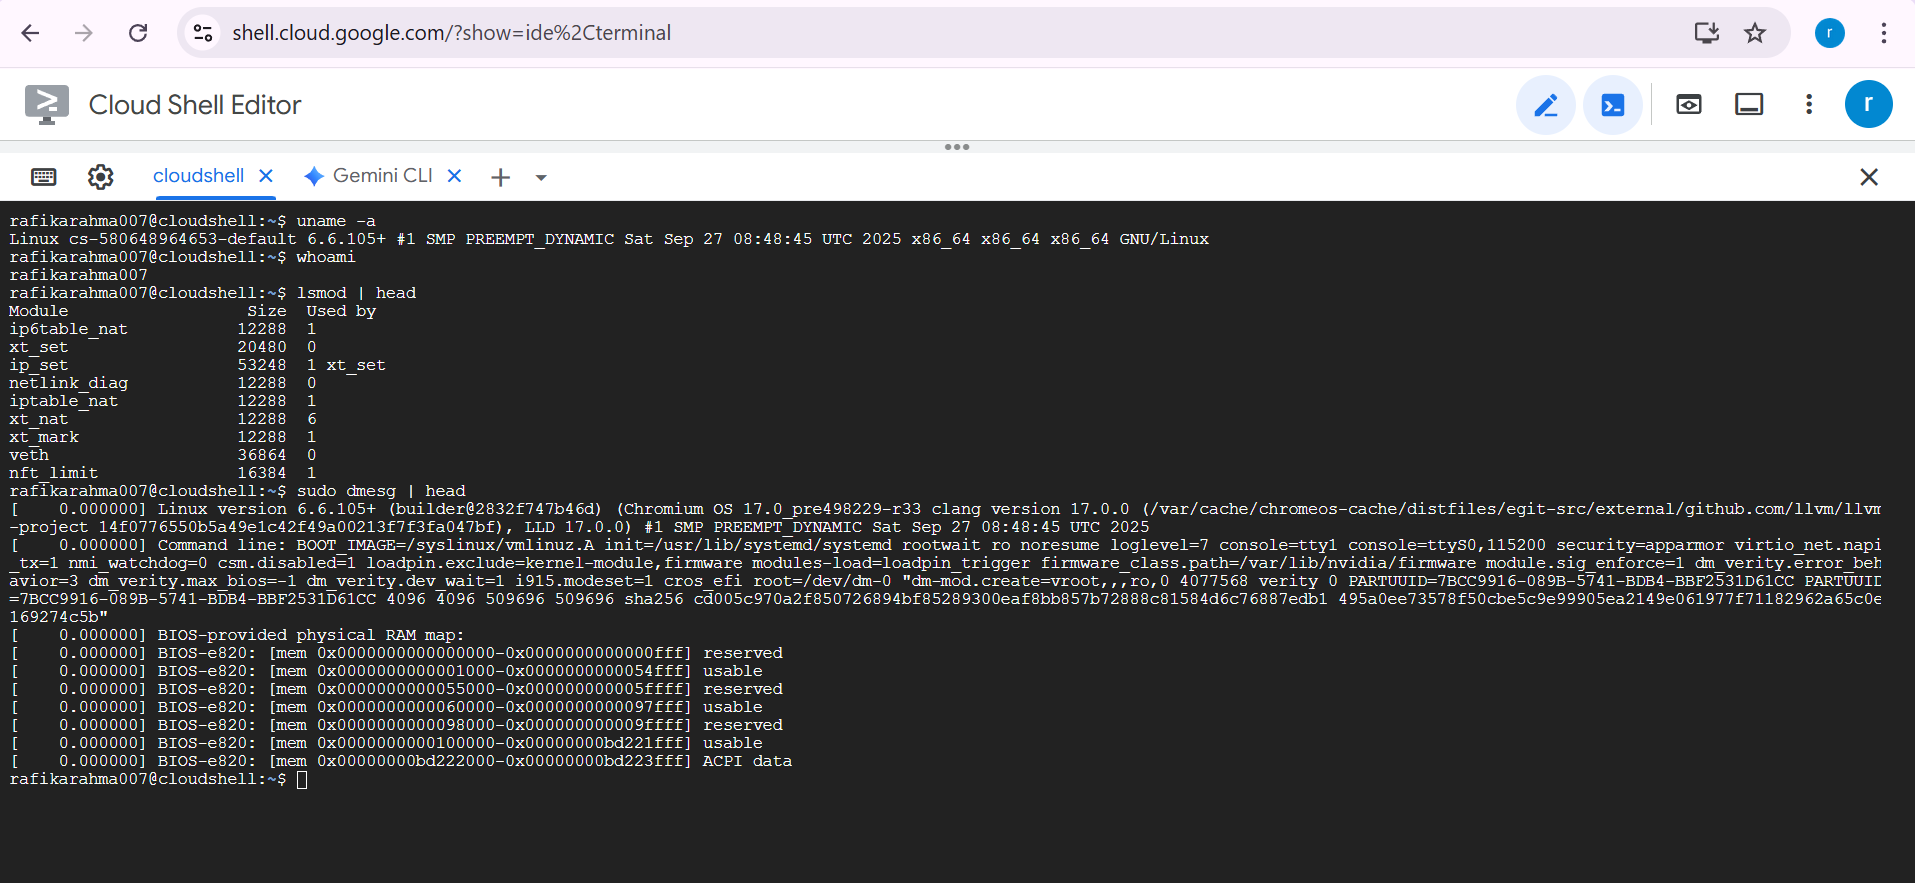 shell.cloud.google.com/?show=ide%2Cterminal
r
Cloud Shell Editor
r
cloudshell
Gemini CLI
rafikarahma007@cloudshell:~$ uname -a
Linux cs-580648964653-default 6.6.105+ #1 SMP PREEMPT_DYNAMIC Sat Sep 27 08:48:45 UTC 2025 x86_64 x86_64 x86_64 GNU/Linux
rafikarahma007@cloudshell:~$ whoami
rafikarahma007
rafikarahma007@cloudshell:~$ lsmod | head
Module                  Size  Used by
ip6table_nat           12288  1
xt_set                 20480  0
ip_set                 53248  1 xt_set
netlink_diag           12288  0
iptable_nat            12288  1
xt_nat                 12288  6
xt_mark                12288  1
veth                   36864  0
nft_limit              16384  1
rafikarahma007@cloudshell:~$ sudo dmesg | head
[    0.000000] Linux version 6.6.105+ (builder@2832f747b46d) (Chromium OS 17.0_pre498229-r33 clang version 17.0.0 (/var/cache/chromeos-cache/distfiles/egit-src/external/github.com/llvm/llvm
-project 14f0776550b5a49e1c42f49a00213f7f3fa047bf), LLD 17.0.0) #1 SMP PREEMPT_DYNAMIC Sat Sep 27 08:48:45 UTC 2025
[    0.000000] Command line: BOOT_IMAGE=/syslinux/vmlinuz.A init=/usr/lib/systemd/systemd rootwait ro noresume loglevel=7 console=tty1 console=ttyS0,115200 security=apparmor virtio_net.napi
_tx=1 nmi_watchdog=0 csm.disabled=1 loadpin.exclude=kernel-module,firmware modules-load=loadpin_trigger firmware_class.path=/var/lib/nvidia/firmware module.sig_enforce=1 dm_verity.error_beh
avior=3 dm_verity.max_bios=-1 dm_verity.dev_wait=1 i915.modeset=1 cros_efi root=/dev/dm-0 "dm-mod.create=vroot,,,ro,0 4077568 verity 0 PARTUUID=7BCC9916-089B-5741-BDB4-BBF2531D61CC PARTUUID
=7BCC9916-089B-5741-BDB4-BBF2531D61CC 4096 4096 509696 509696 sha256 cd005c970a2f850726894bf85289300eaf8bb857b72888c81584d6c76887edb1 495a0ee73578f50cbe5c9e99905ea2149e061977f71182962a65c0e
169274c5b"
[    0.000000] BIOS-provided physical RAM map:
[    0.000000] BIOS-e820: [mem 0x0000000000000000-0x0000000000000fff] reserved
[    0.000000] BIOS-e820: [mem 0x0000000000001000-0x0000000000054fff] usable
[    0.000000] BIOS-e820: [mem 0x0000000000055000-0x000000000005ffff] reserved
[    0.000000] BIOS-e820: [mem 0x0000000000060000-0x0000000000097fff] usable
[    0.000000] BIOS-e820: [mem 0x0000000000098000-0x000000000009ffff] reserved
[    0.000000] BIOS-e820: [mem 0x0000000000100000-0x00000000bd221fff] usable
[    0.000000] BIOS-e820: [mem 0x00000000bd222000-0x00000000bd223fff] ACPI data
rafikarahma007@cloudshell:~$